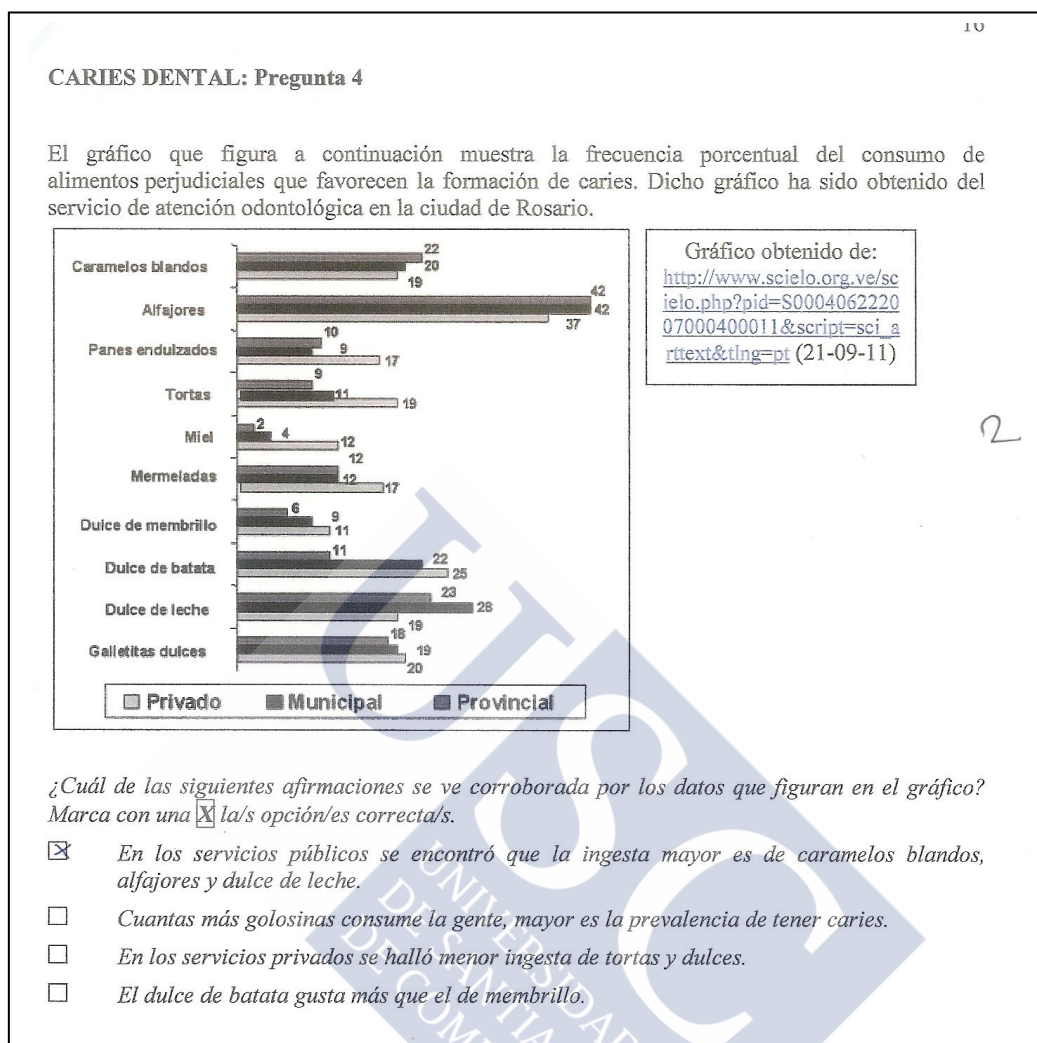 10
CARIES DENTAL: Pregunta 4
El gráfico que figura a continuación muestra la frecuencia porcentual del consumo de
alimentos perjudiciales que favorecen la formación de caries. Dicho gráfico ha sido obtenido del
servicio de atención odontológica en la ciudad de Rosario.
Caramelos blandos 22 20 19
Alfajores 42 42 37
Panes endulzados 10 9 17
Tortas 9 11 19
Miel 2 4 12
Mermeladas 12 12 17
Dulce de membrillo 6 9 11
Dulce de batata 11 22 25
Dulce de leche 23 28 19
Galletitas dulces 18 19 20
Privado Municipal Provincial
Gráfico obtenido de:
http://www.scielo.org.ve/sc
ielo.php?pid=S0004062220
07000400011&script=sci_a
rttext&tlng=pt (21-09-11)
2
¿Cuál de las siguientes afirmaciones se ve corroborada por los datos que figuran en el gráfico?
Marca con una X la/s opción/es correcta/s.
X En los servicios públicos se encontró que la ingesta mayor es de caramelos blandos,
alfajores y dulce de leche.
Cuantas más golosinas consume la gente, mayor es la prevalencia de tener caries.
En los servicios privados se halló menor ingesta de tortas y dulces.
El dulce de batata gusta más que el de membrillo.
USC